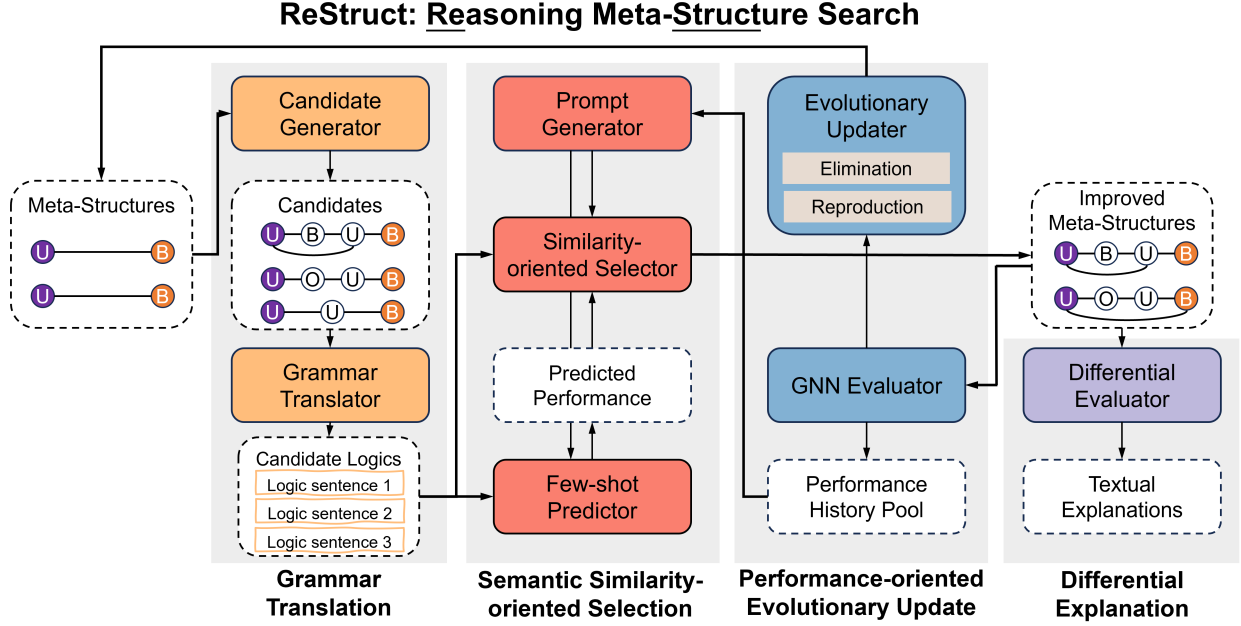 ReStruct: Reasoning Meta-Structure Search
Meta-Structures
U B
U B
Candidate
Generator
Candidates
U B U B
U O U B
U U B
Grammar
Translator
Candidate Logics
Logic sentence 1
Logic sentence 2
Logic sentence 3
Grammar
Translation
Prompt
Generator
Similarity-
oriented Selector
Predicted
Performance
Few-shot
Predictor
Semantic Similarity-
oriented Selection
Evolutionary
Updater
Elimination
Reproduction
GNN Evaluator
Performance
History Pool
Performance-oriented
Evolutionary Update
Improved
Meta-Structures
U B U B
U O U B
Differential
Evaluator
Textual
Explanations
Differential
Explanation